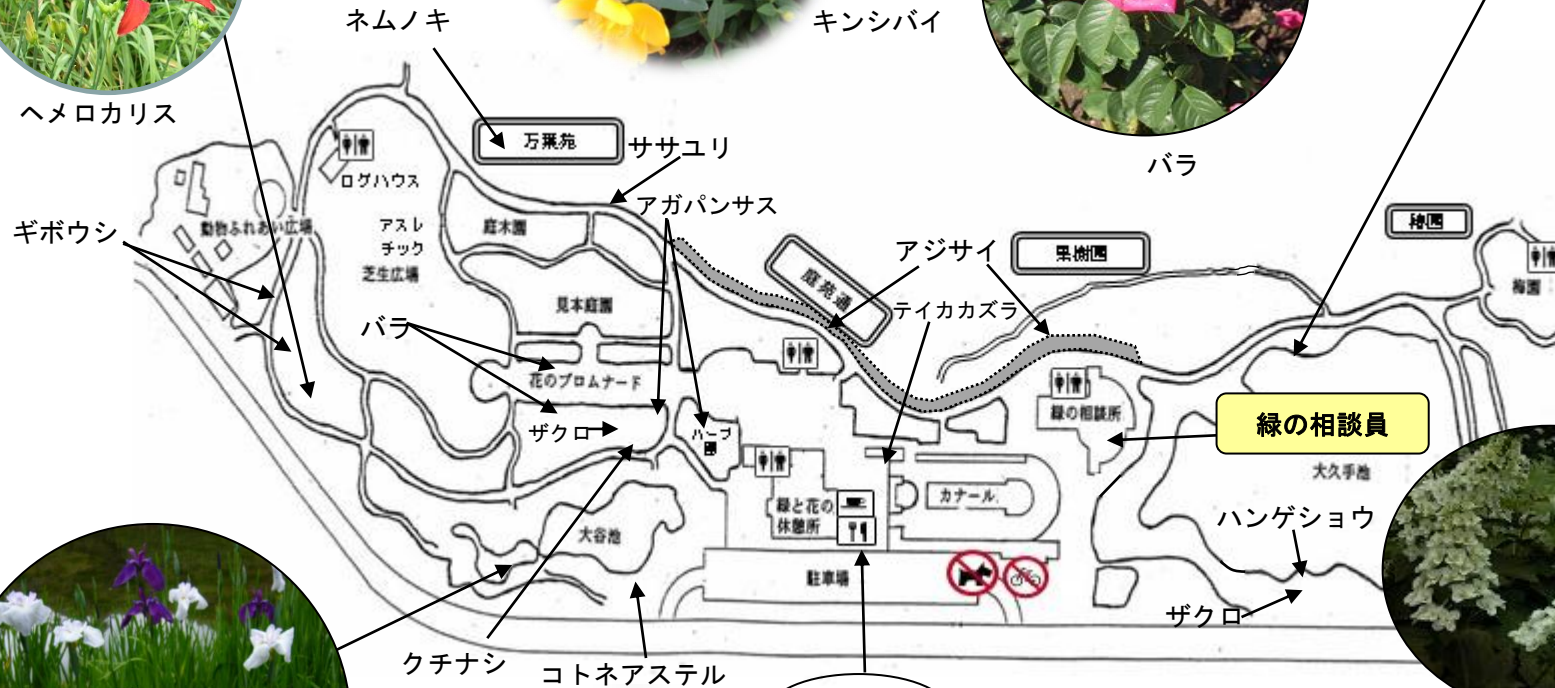 ネムノキ
キンシバイ
ヘメロカリス
バラ
万葉苑
ササユリ
ログハウス
アガパンサス
ギボウシ
動物ふれあい広場
アスレ
チック
芝生広場
庭木園
庭苑通
アジサイ
果樹園
椿園
梅園
見本庭園
テイカカズラ
バラ
花のプロムナード
ザクロ
ハーブ
園
緑の相談所
緑の相談員
大久手池
カナール
緑と花の
休憩所
大谷池
ハンゲショウ
駐車場
ザクロ
クチナシ
コトネアステル